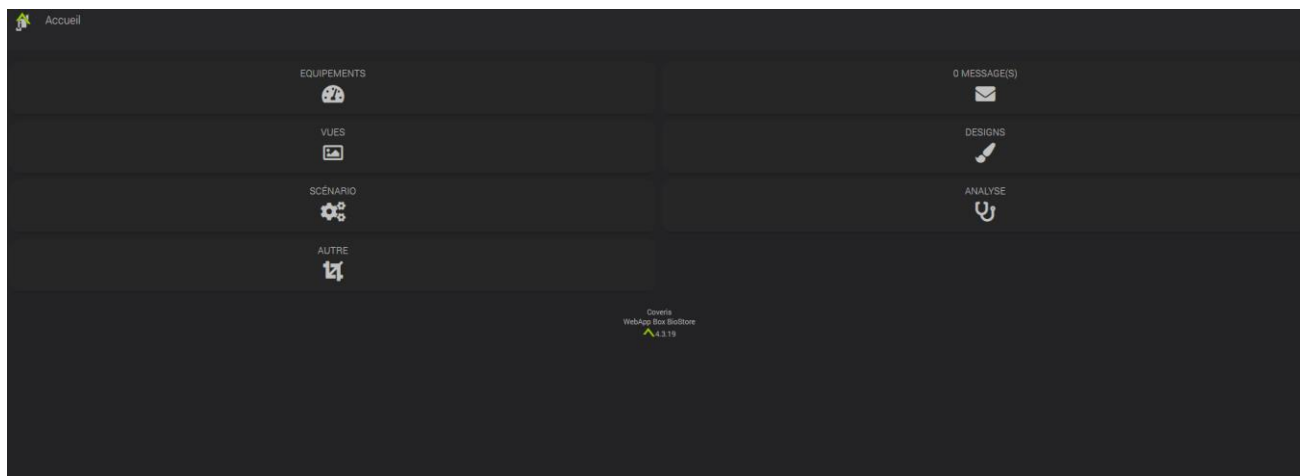 Accueil
EQUIPEMENTS
0 MESSAGE(S)
VUES
DESIGNS
SCÉNARIO
ANALYSE
AUTRE
Coveris
WebApp Box BioStore
4.3.19